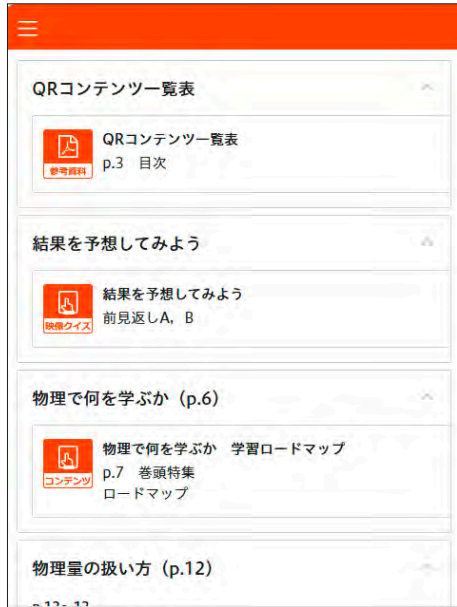 QRコンテンツ一覧表
QRコンテンツ一覧表
参考資料
p.3 目次
結果を予想してみよう
結果を予想してみよう
映像クイズ
前見返しA, B
物理で何を学ぶか (p.6)
物理で何を学ぶか 学習ロードマップ
コンテンツ
p.7 巻頭特集
ロードマップ
物理量の扱い方 (p.12)